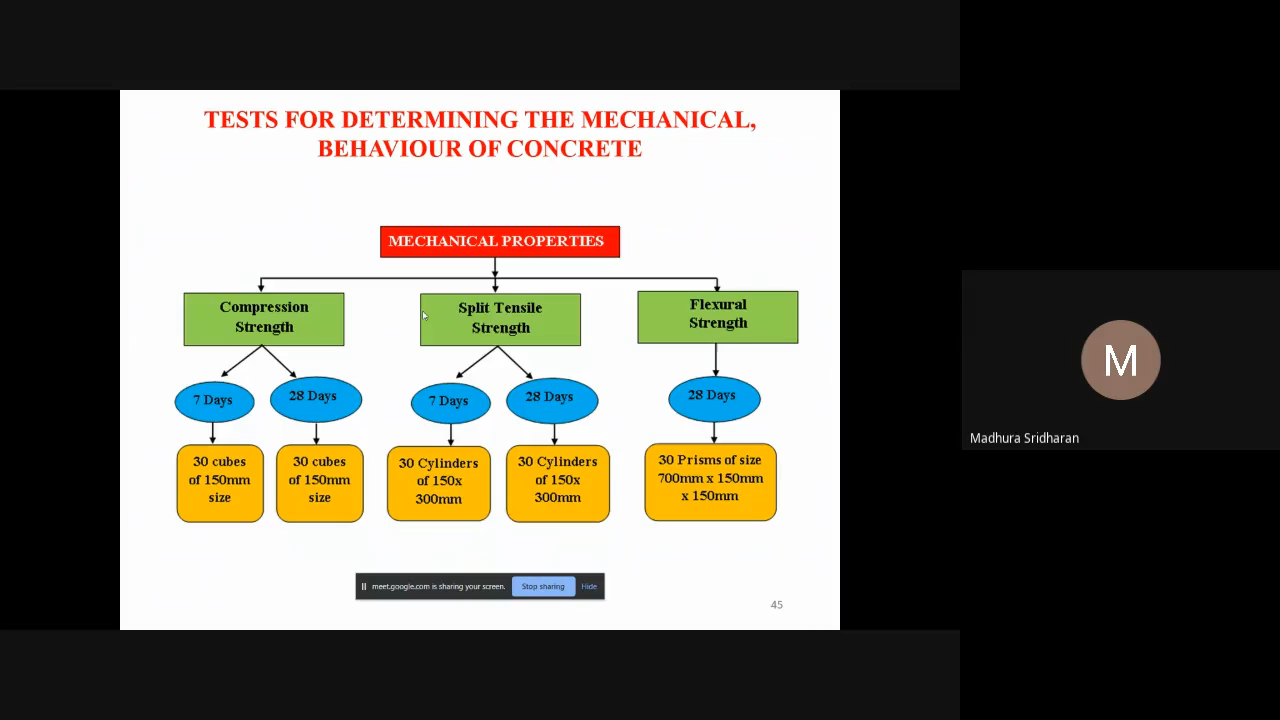 TESTS FOR DETERMINING THE MECHANICAL,
BEHAVIOUR OF CONCRETE
MECHANICAL PROPERTIES
Compression
Strength
Split Tensile
Strength
Flexural
Strength
7 Days
28 Days
7 Days
28 Days
28 Days
30 cubes
of 150mm
size
30 cubes
of 150mm
size
30 Cylinders
of 150x
300mm
30 Cylinders
of 150x
300mm
30 Prisms of size
700mm x 150mm
x 150mm
meet.google.com is sharing your screen.
Stop sharing
Hide
45
M
Madhura Sridharan